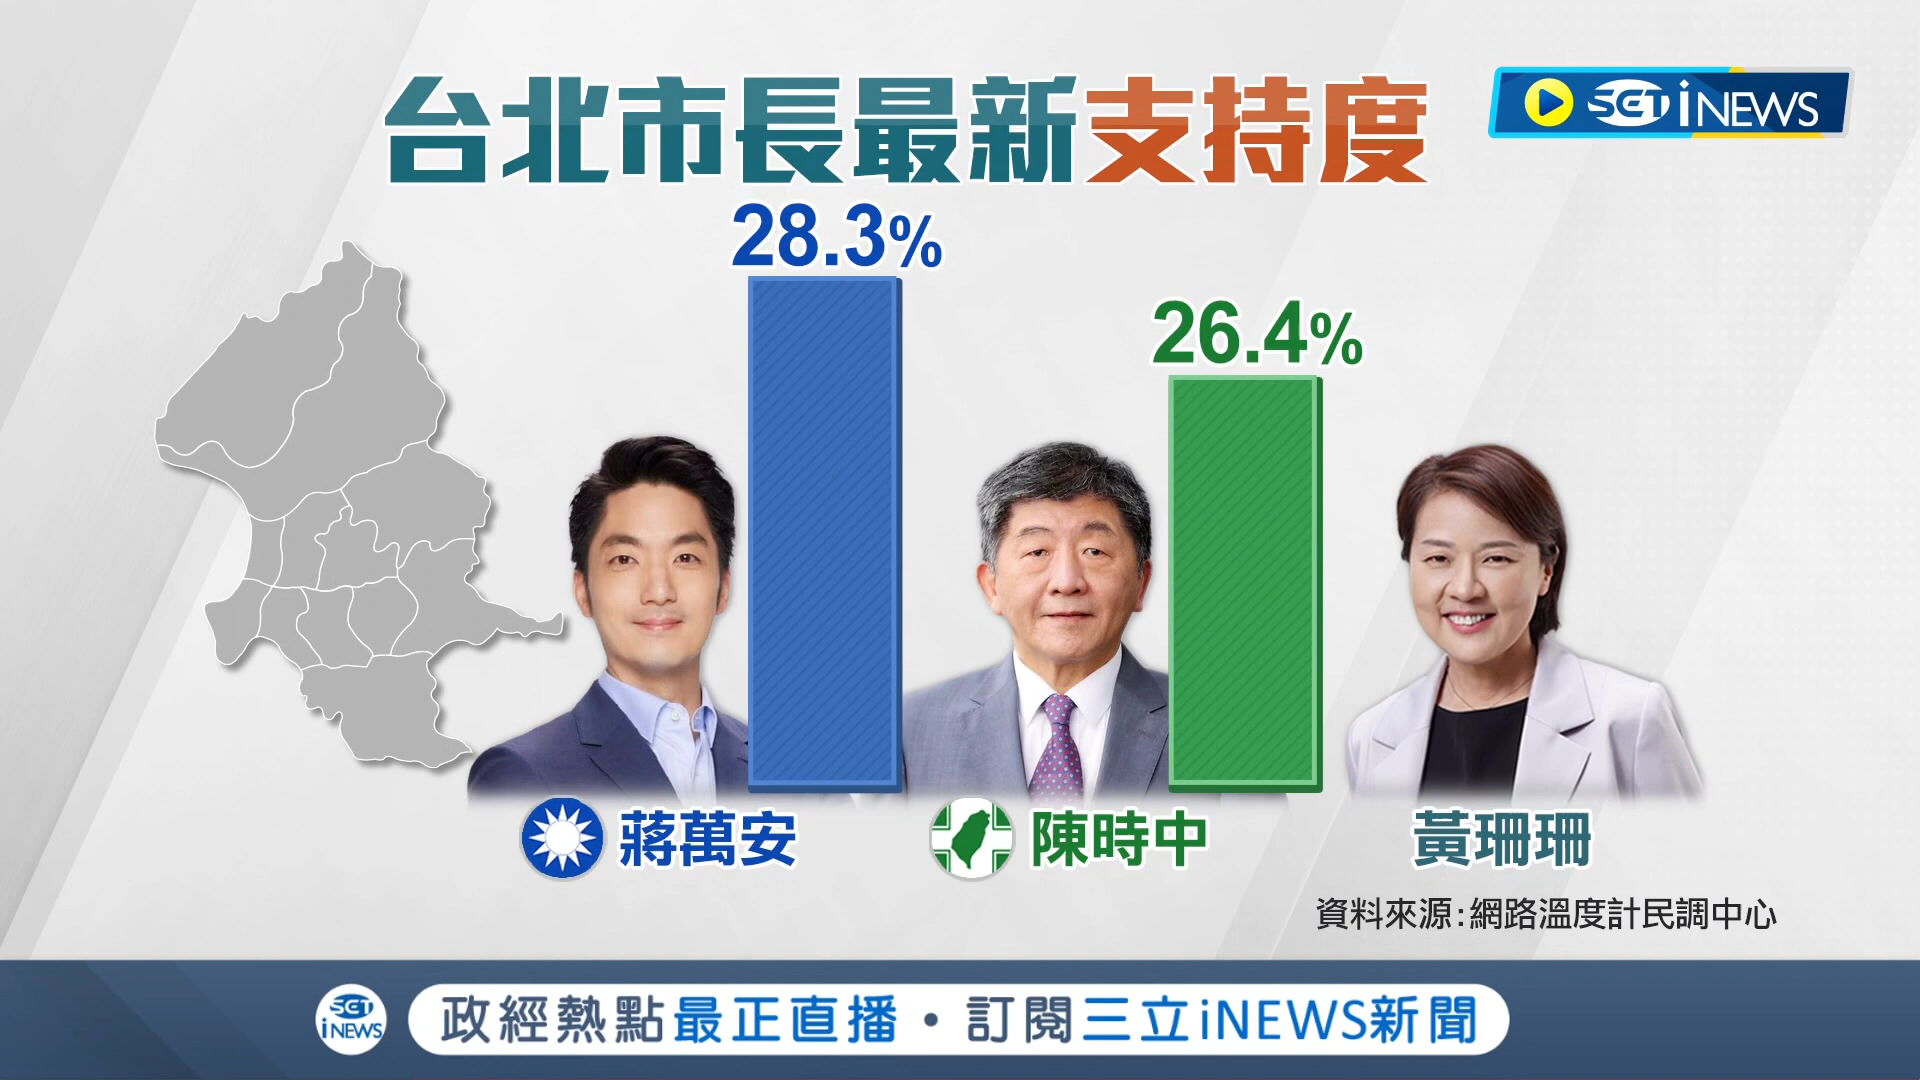 台北市長最新支持度
SET iNEWS
28.3%
26.4%
蔣萬安
陳時中
黃珊珊
資料來源:網路溫度計民調中心
SET
iNEWS
政經熱點最正直播・訂閱三立iNEWS新聞